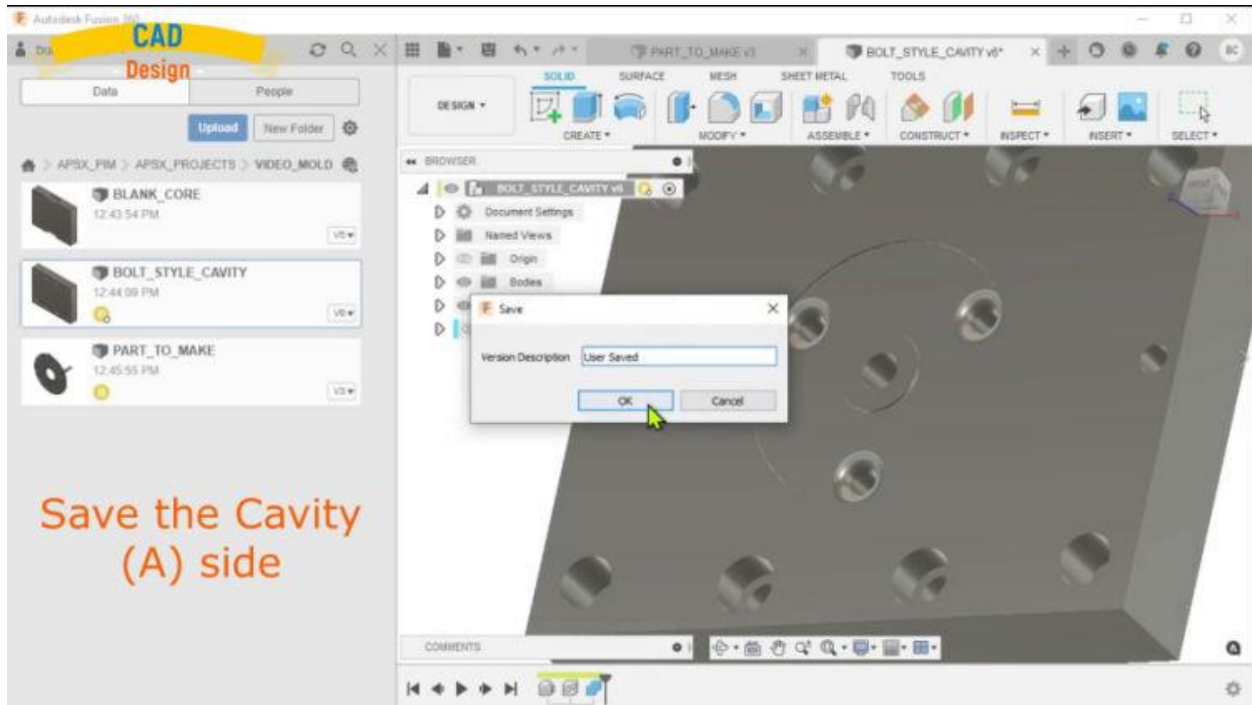 Autodesk Fusion 360
CAD
Design
Data
People
Upload
New Folder
APSX_PIM > APSX_PROJECTS > VIDEO_MOLD
BLANK_CORE
12:43:54 PM
BOLT_STYLE_CAVITY
12:44:09 PM
PART_TO_MAKE
12:45:55 PM
V3
Save the Cavity
(A) side
PART_TO_MAKE v3
BOLT_STYLE_CAVITY v6*
BC
SOLID
SURFACE
MESH
SHEET METAL
TOOLS
DESIGN
CREATE
MODIFY
ASSEMBLE
CONSTRUCT
INSPECT
INSERT
SELECT
BROWSER
BOLT_STYLE_CAVITY v6
Document Settings
Named Views
Origin
Bodies
Save
Version Description
User Saved
OK
Cancel
COMMENTS